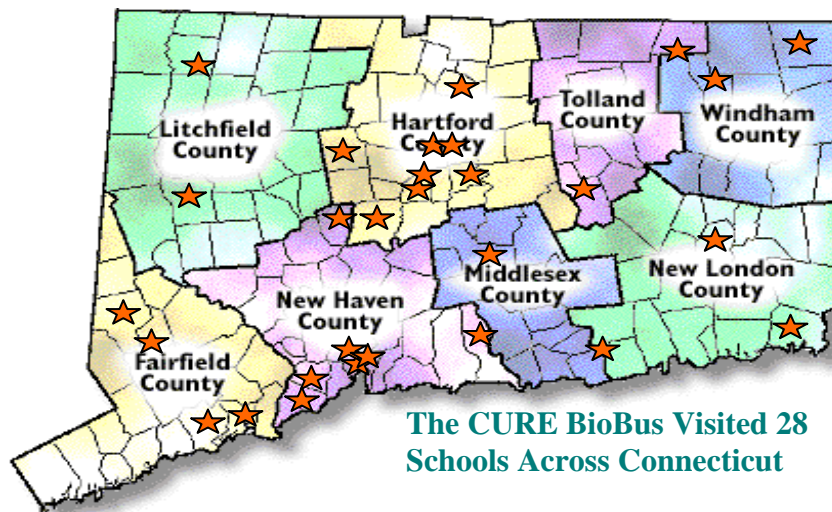 Litchfield
County
Hartford
County
Tolland
County
Windham
County
New Haven
County
Middlesex
County
New London
County
Fairfield
County
The CURE BioBus Visited 28
Schools Across Connecticut